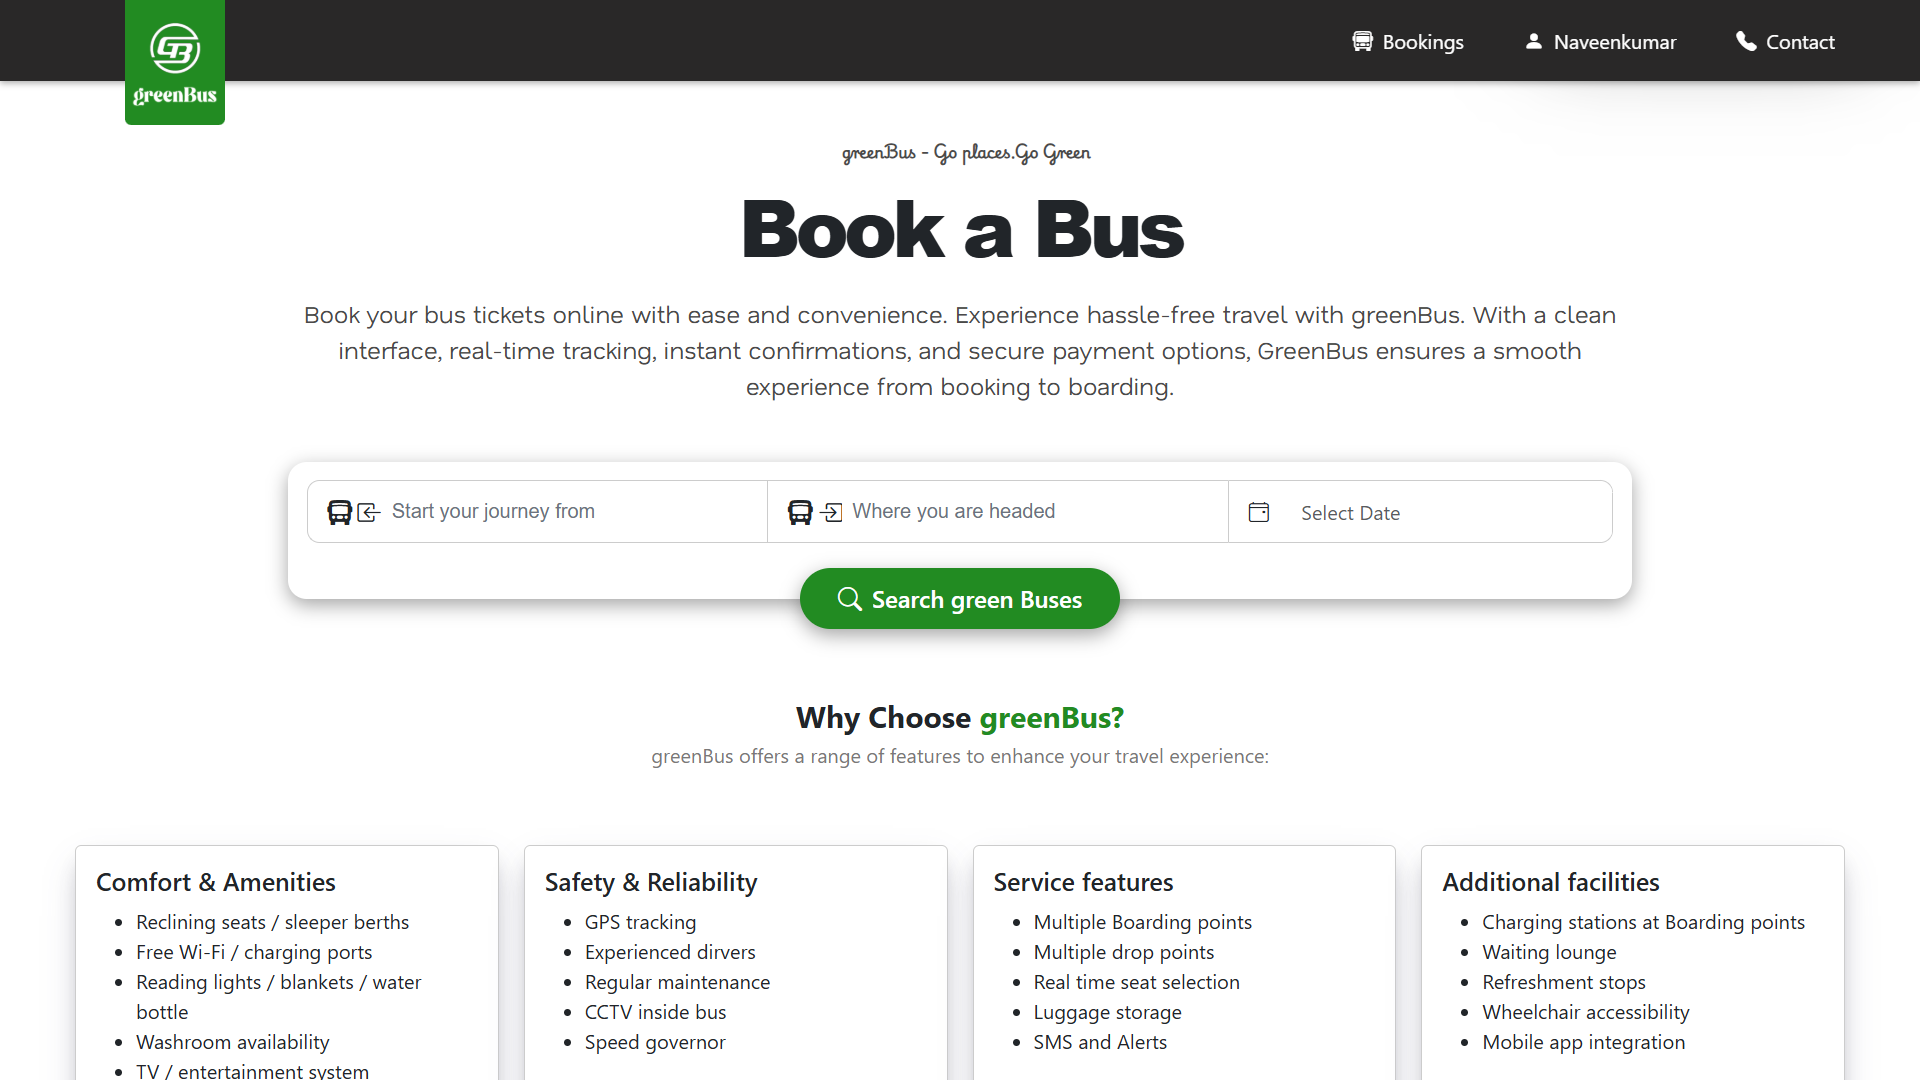 GB
greenBus
Bookings
Naveenkumar
Contact
greenBus - Go places.Go Green
Book a Bus
Book your bus tickets online with ease and convenience. Experience hassle-free travel with greenBus. With a clean
interface, real-time tracking, instant confirmations, and secure payment options, GreenBus ensures a smooth
experience from booking to boarding.
Start your journey from
Where you are headed
Select Date
Search green Buses
Why Choose greenBus?
greenBus offers a range of features to enhance your travel experience:
Comfort & Amenities
Reclining seats / sleeper berths
Free Wi-Fi / charging ports
Reading lights / blankets / water
bottle
Washroom availability
TV / entertainment system
Safety & Reliability
GPS tracking
Experienced dirvers
Regular maintenance
CCTV inside bus
Speed governor
Service features
Multiple Boarding points
Multiple drop points
Real time seat selection
Luggage storage
SMS and Alerts
Additional facilities
Charging stations at Boarding points
Waiting lounge
Refreshment stops
Wheelchair accessibility
Mobile app integration